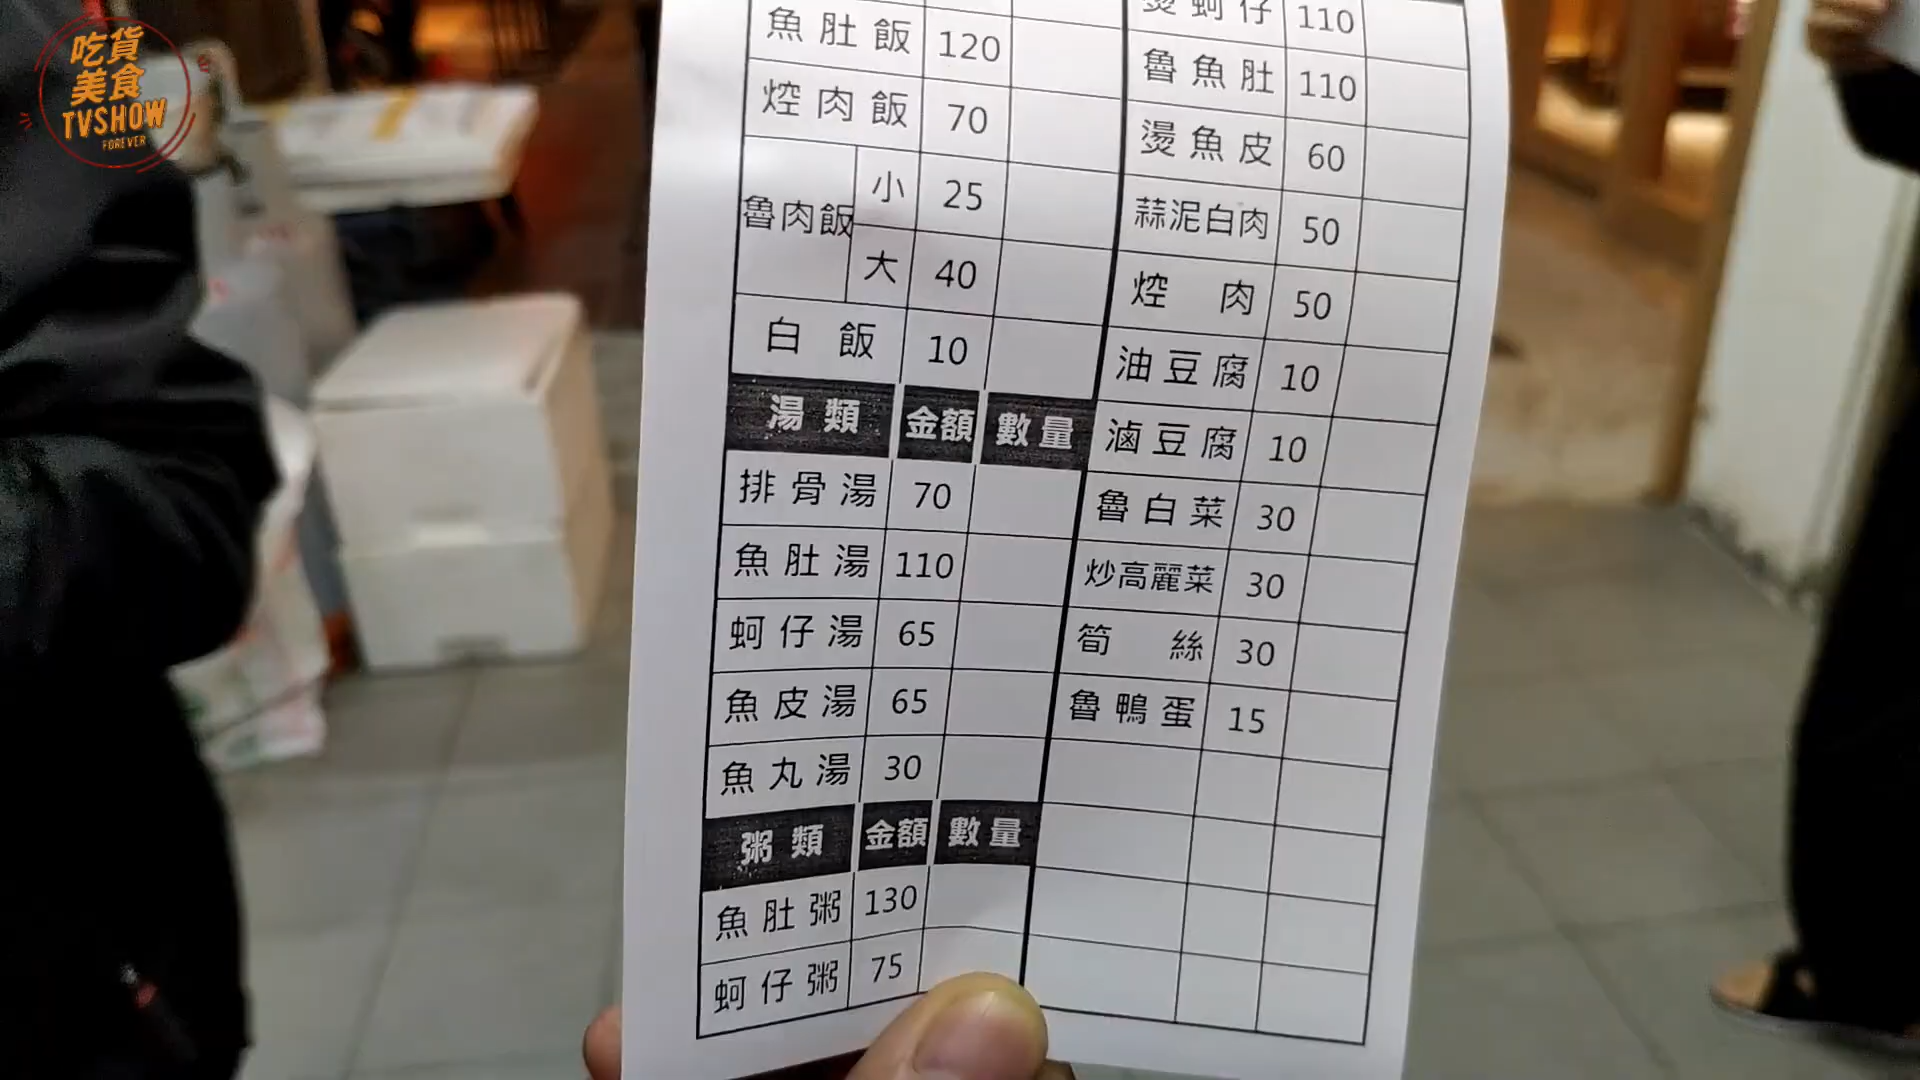 吃貨
美食
TVSHOW
FOREVER
魚肚飯 120
焢肉飯 70
魯肉飯 小 25
大 40
白飯 10
湯類 金額 數量
排骨湯 70
魚肚湯 110
蚵仔湯 65
魚皮湯 65
魚丸湯 30
粥類 金額 數量
魚肚粥 130
蚵仔粥 75
燙蚵仔 110
魯魚肚 110
燙魚皮 60
蒜泥白肉 50
焢肉 50
油豆腐 10
滷豆腐 10
魯白菜 30
炒高麗菜 30
筍絲 30
魯鴨蛋 15